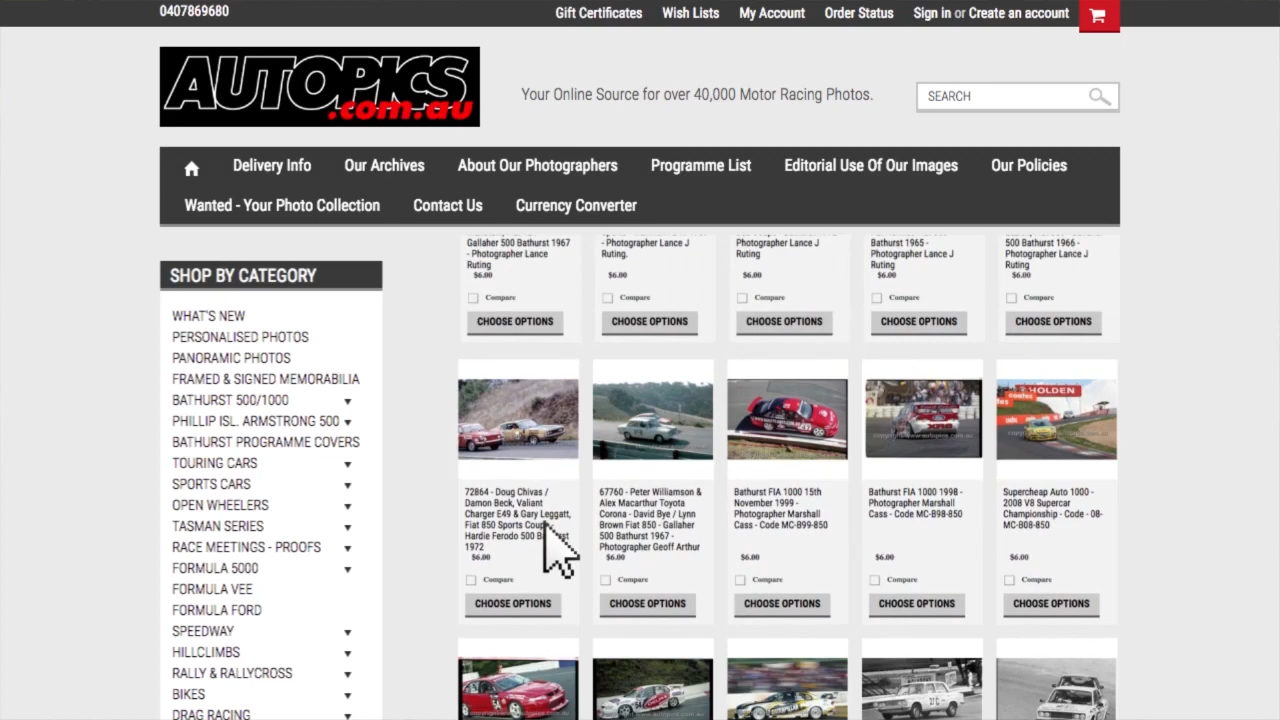 0407869680
Gift Certificates
Wish Lists
My Account
Order Status
Sign in or Create an account
AUTOPICS
.com.au
Your Online Source for over 40,000 Motor Racing Photos.
SEARCH
Delivery Info
Our Archives
About Our Photographers
Programme List
Editorial Use Of Our Images
Our Policies
Wanted - Your Photo Collection
Contact Us
Currency Converter
SHOP BY CATEGORY
WHAT'S NEW
PERSONALISED PHOTOS
PANORAMIC PHOTOS
FRAMED & SIGNED MEMORABILIA
BATHURST 500/1000
PHILLIP ISL. ARMSTRONG 500
BATHURST PROGRAMME COVERS
TOURING CARS
SPORTS CARS
OPEN WHEELERS
TASMAN SERIES
RACE MEETINGS - PROOFS
FORMULA 5000
FORMULA VEE
FORMULA FORD
SPEEDWAY
HILLCLIMBS
RALLY & RALLYCROSS
BIKES
DRAG RACING
Gallaher 500 Bathurst 1967
- Photographer Lance
Ruting
$6.00
Compare
CHOOSE OPTIONS
- Photographer Lance J
Ruting.
$6.00
Compare
CHOOSE OPTIONS
Photographer Lance J
Ruting
$6.00
Compare
CHOOSE OPTIONS
Bathurst 1965 -
Photographer Lance J
Ruting
$6.00
Compare
CHOOSE OPTIONS
500 Bathurst 1966 -
Photographer Lance J
Ruting
$6.00
Compare
CHOOSE OPTIONS
72864 - Doug Chivas /
Damon Beck, Valiant
Charger E49 & Gary Leggatt,
Fiat 850 Sports
Hardie Ferodo 500
1972
$6.00
Compare
CHOOSE OPTIONS
67760 - Peter Williamson &
Alex Macarthur Toyota
Corona - David Bye / Lynn
Brown Fiat 850 - Gallaher
500 Bathurst 1967 -
Photographer Geoff Arthur
$6.00
Compare
CHOOSE OPTIONS
Bathurst FIA 1000 15th
November 1999 -
Photographer Marshall
Cass - Code MC-B99-850
$6.00
Compare
CHOOSE OPTIONS
XR8
Bathurst FIA 1000 1998 -
Photographer Marshall
Cass - Code MC-B98-850
$6.00
Compare
CHOOSE OPTIONS
HOLDEN
coates
Supercheap Auto 1000 -
2008 V8 Supercar
Championship - Code - 08-
MC-B08-850
$6.00
Compare
CHOOSE OPTIONS